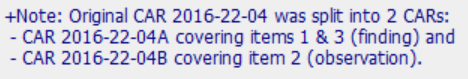 +Note: Original CAR 2016-22-04 was split into 2 CARs:
- CAR 2016-22-04A covering items 1 & 3 (finding) and
- CAR 2016-22-04B covering item 2 (observation).